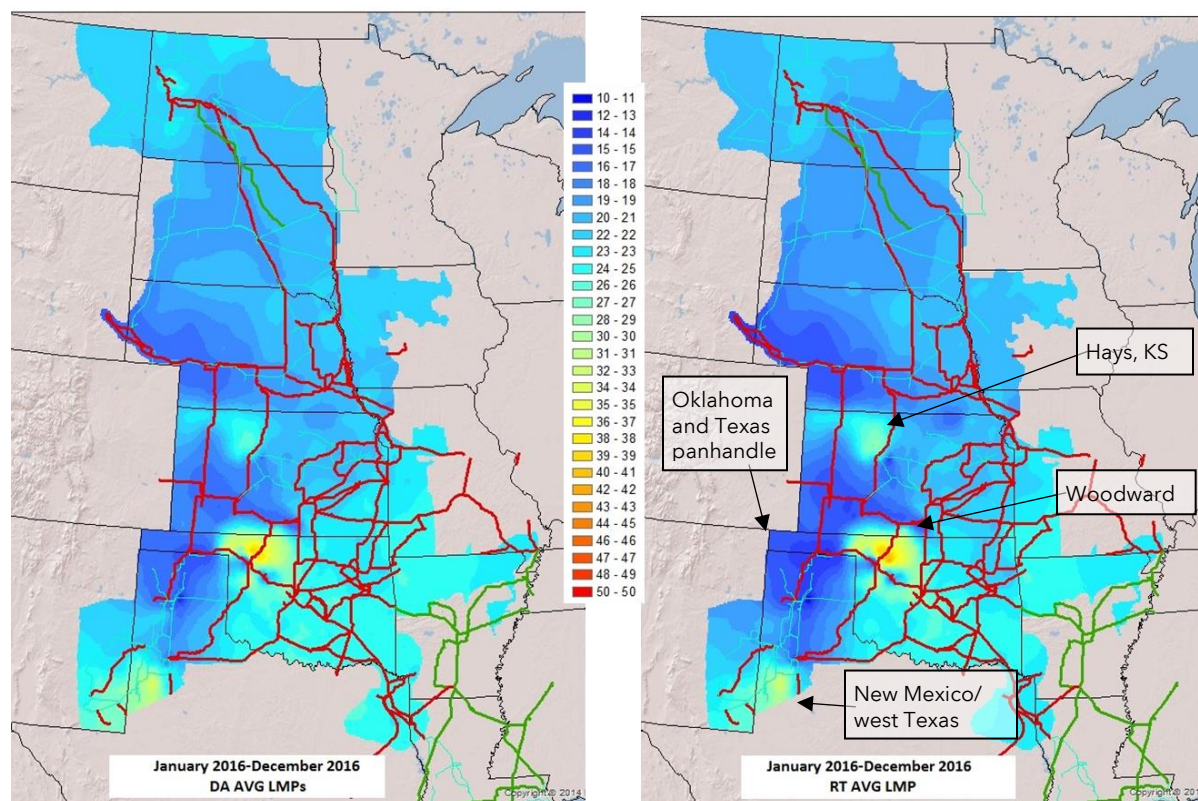 10 - 11
12 - 13
14 - 14
15 - 15
16 - 17
18 - 18
19 - 19
20 - 21
22 - 22
23 - 23
24 - 25
26 - 26
27 - 27
28 - 29
30 - 30
31 - 31
32 - 33
34 - 34
35 - 35
36 - 37
38 - 38
39 - 39
40 - 41
42 - 42
43 - 43
44 - 45
46 - 46
47 - 47
48 - 49
50 - 50
Hays, KS
Oklahoma
and Texas
panhandle
Woodward
New Mexico/
west Texas
January 2016-December 2016
DA AVG LMPs
Copyright © 2014
January 2016-December 2016
RT AVG LMP
Copyright © 201